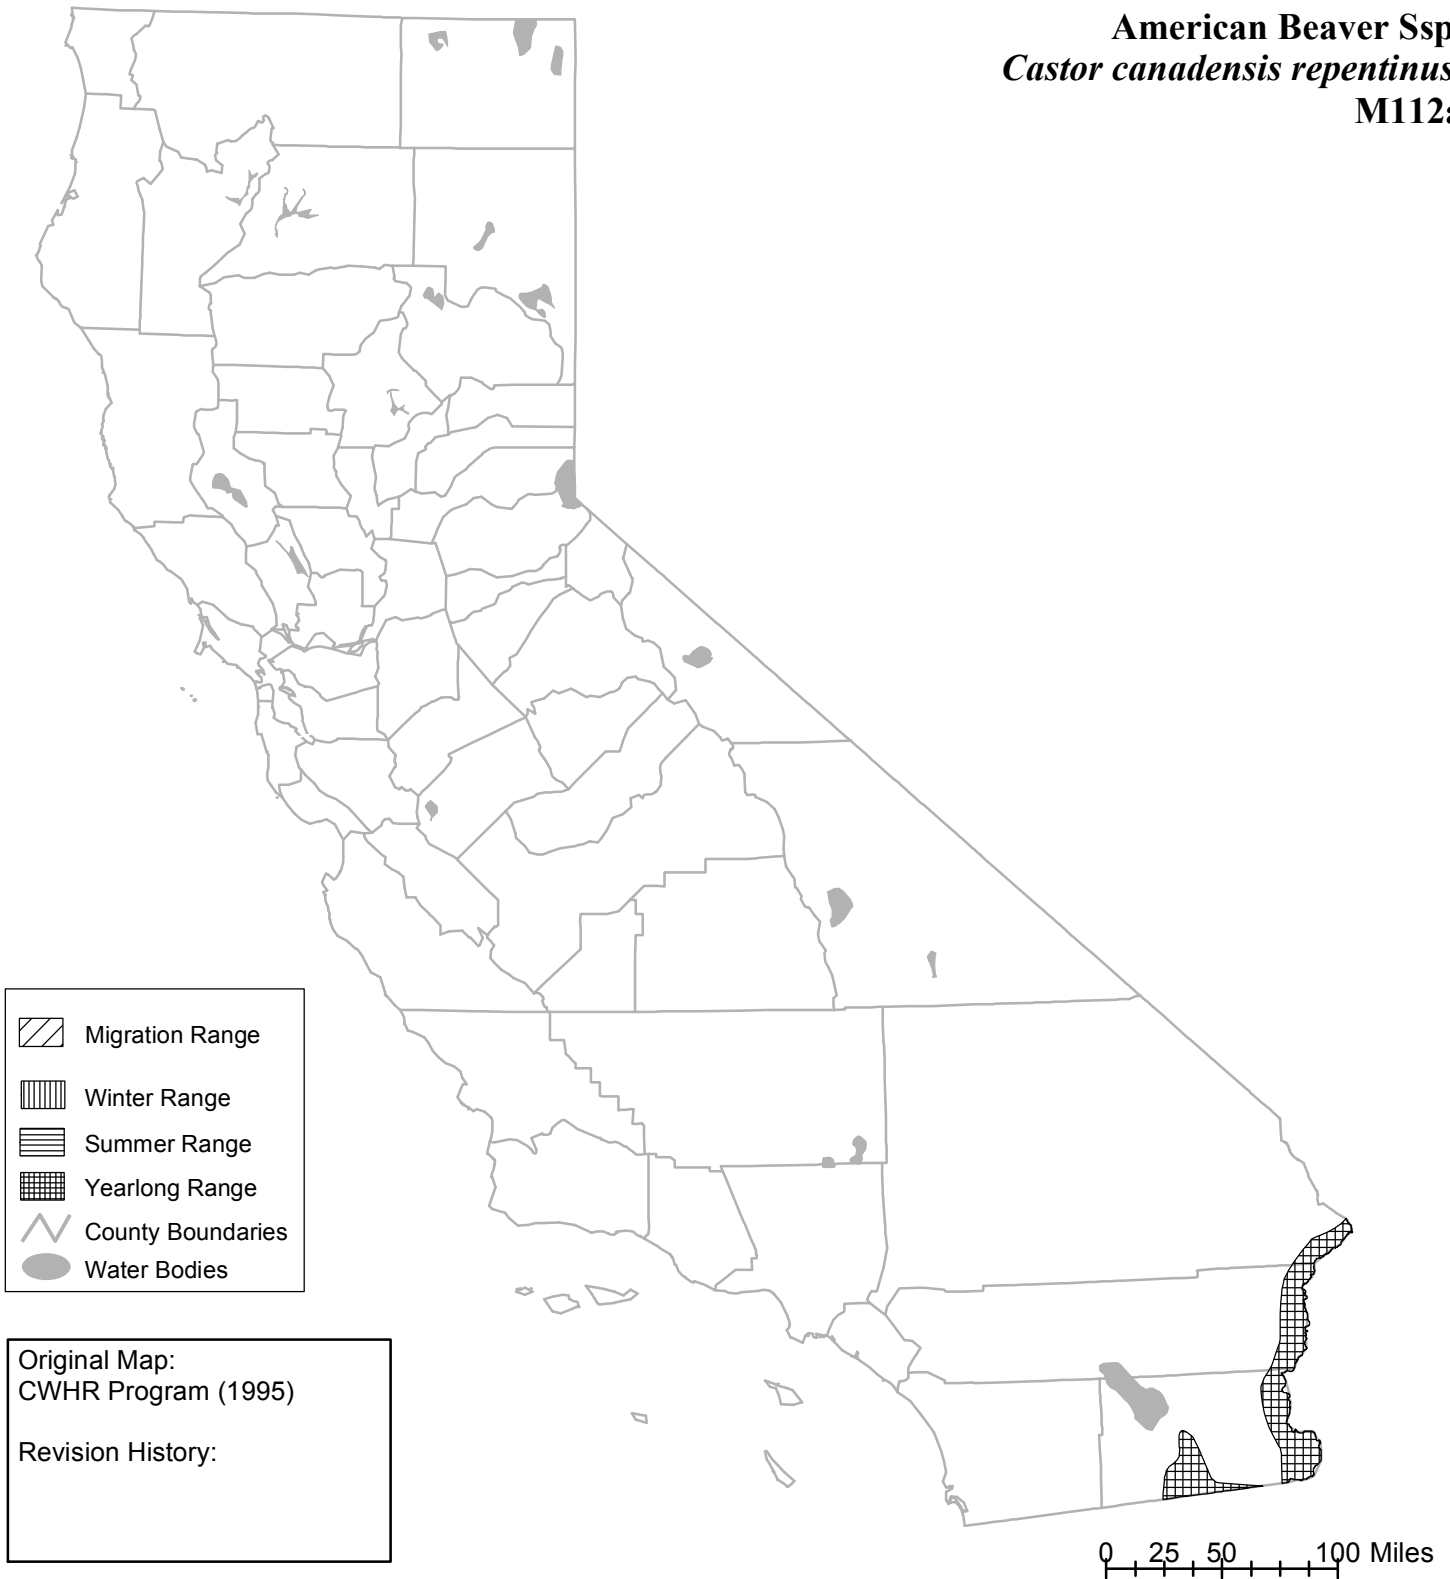 American Beaver Ssp
Castor canadensis repentinus
M112a
Migration Range
Winter Range
Summer Range
Yearlong Range
County Boundaries
Water Bodies
Original Map:
CWHR Program (1995)
Revision History:
0 25 50 100 Miles